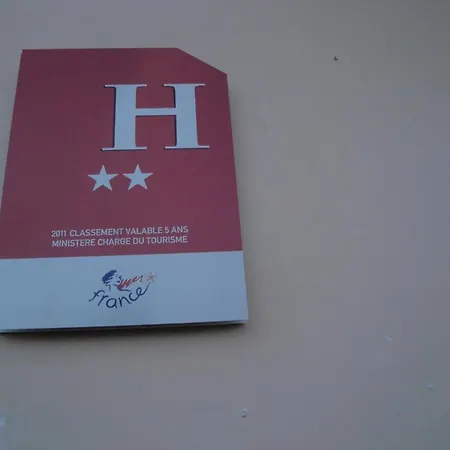 H
2011 CLASSEMENT VALABLE 5 ANS
MINISTERE CHARGE DU TOURISME
france